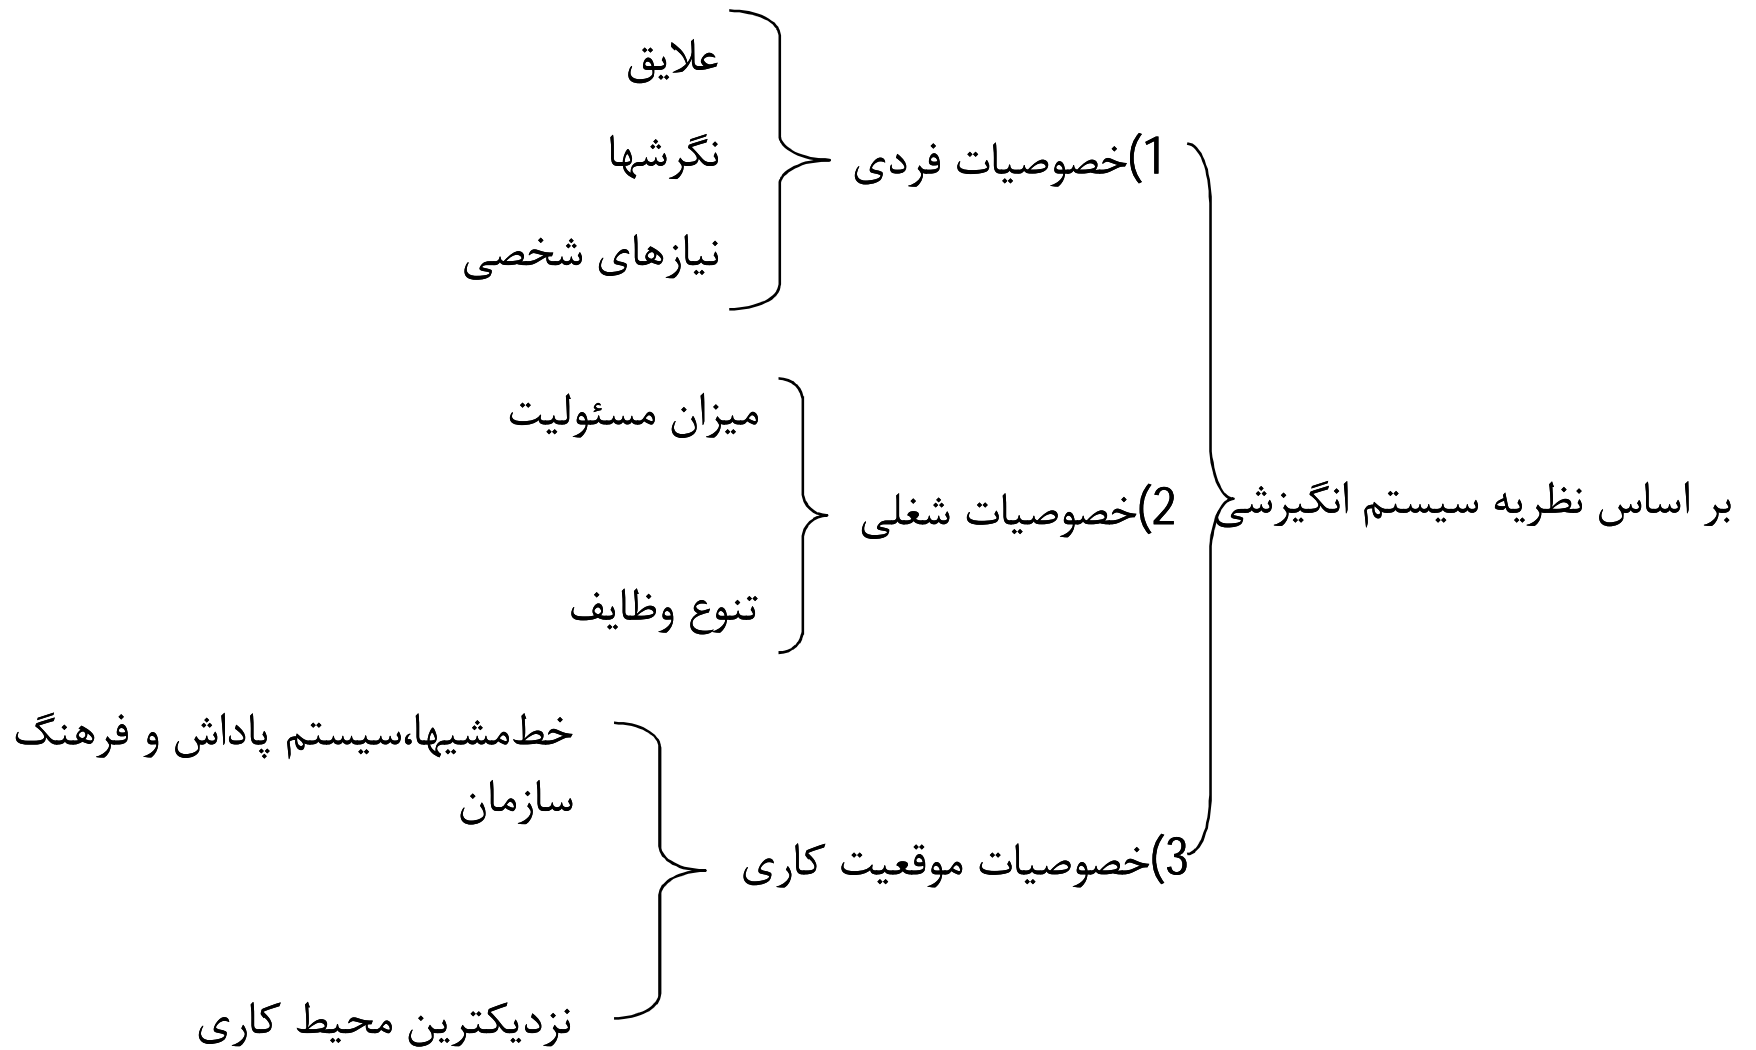 بر اساس نظریه سیستم انگیزشی
1)خصوصیات فردی
علایق
نگرشها
نیازهای شخصی
2)خصوصیات شغلی
میزان مسئولیت
تنوع وظایف
3)خصوصیات موقعیت کاری
خط‌مشیها،سیستم پاداش و فرهنگ
سازمان
نزدیکترین محیط کاری